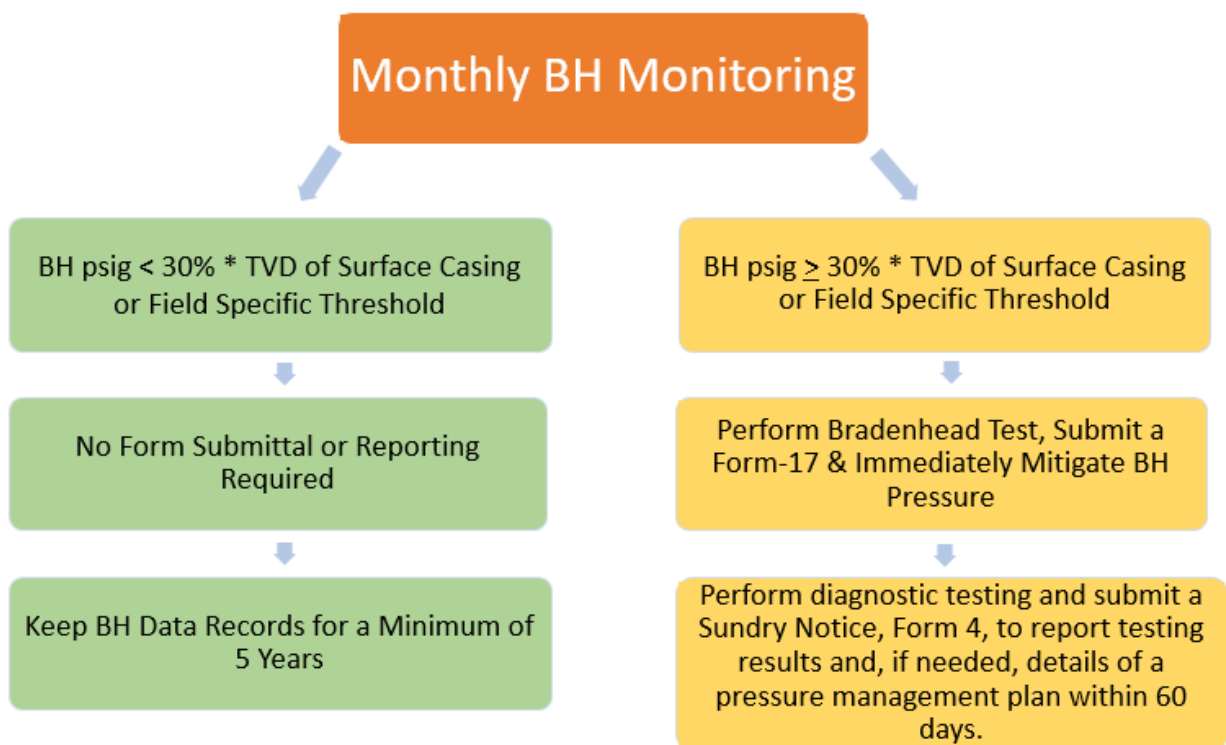 Monthly BH Monitoring
BH psig < 30% * TVD of Surface Casing
or Field Specific Threshold
BH psig ≥ 30% * TVD of Surface Casing
or Field Specific Threshold
No Form Submittal or Reporting
Required
Perform Bradenhead Test, Submit a
Form-17 & Immediately Mitigate BH
Pressure
Keep BH Data Records for a Minimum of
5 Years
Perform diagnostic testing and submit a
Sundry Notice, Form 4, to report testing
results and, if needed, details of a
pressure management plan within 60
days.